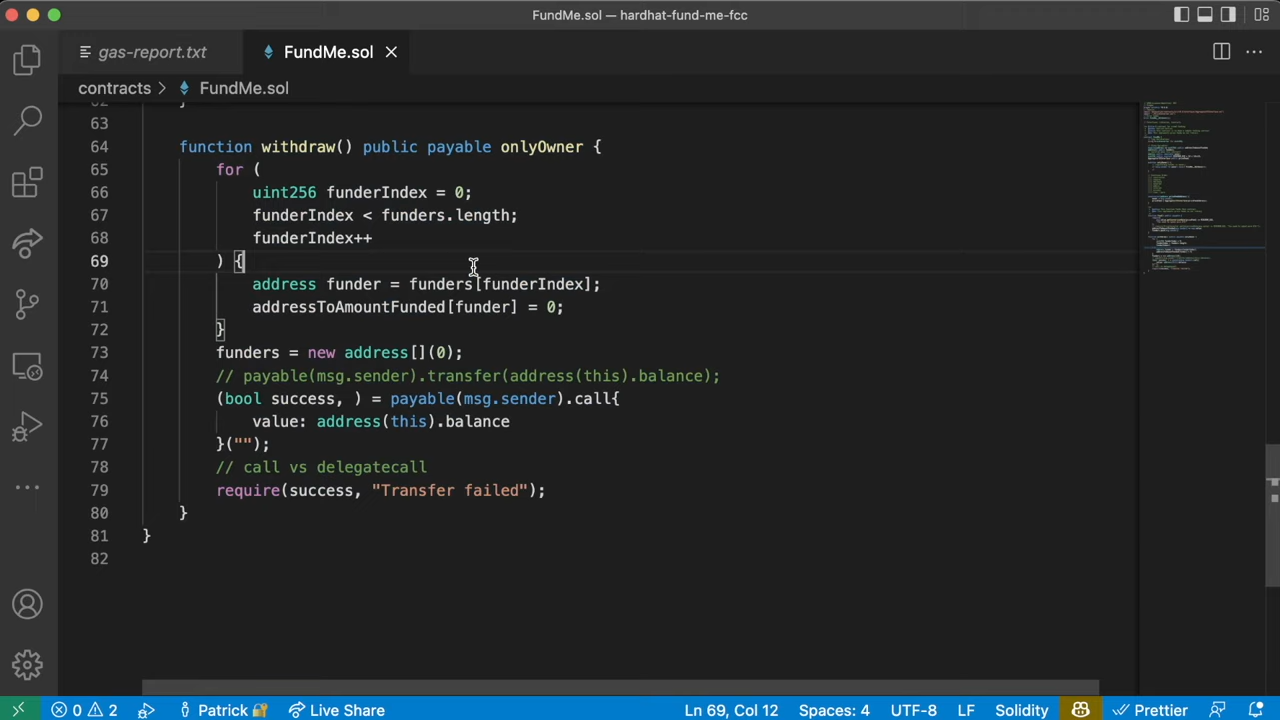 FundMe.sol — hardhat-fund-me-fcc
gas-report.txt
FundMe.sol
contracts > FundMe.sol
62 }
63
64 function withdraw() public payable onlyOwner {
65 for (
66 uint256 funderIndex = 0;
67 funderIndex < funders.length;
68 funderIndex++
69 ) {
70 address funder = funders[funderIndex];
71 addressToAmountFunded[funder] = 0;
72 }
73 funders = new address[](0);
74 // payable(msg.sender).transfer(address(this).balance);
75 (bool success, ) = payable(msg.sender).call{
76 value: address(this).balance
77 }("");
78 // call vs delegatecall
79 require(success, "Transfer failed");
80 }
81 }
82
0 2 Patrick Live Share Ln 69, Col 12 Spaces: 4 UTF-8 LF Solidity Prettier